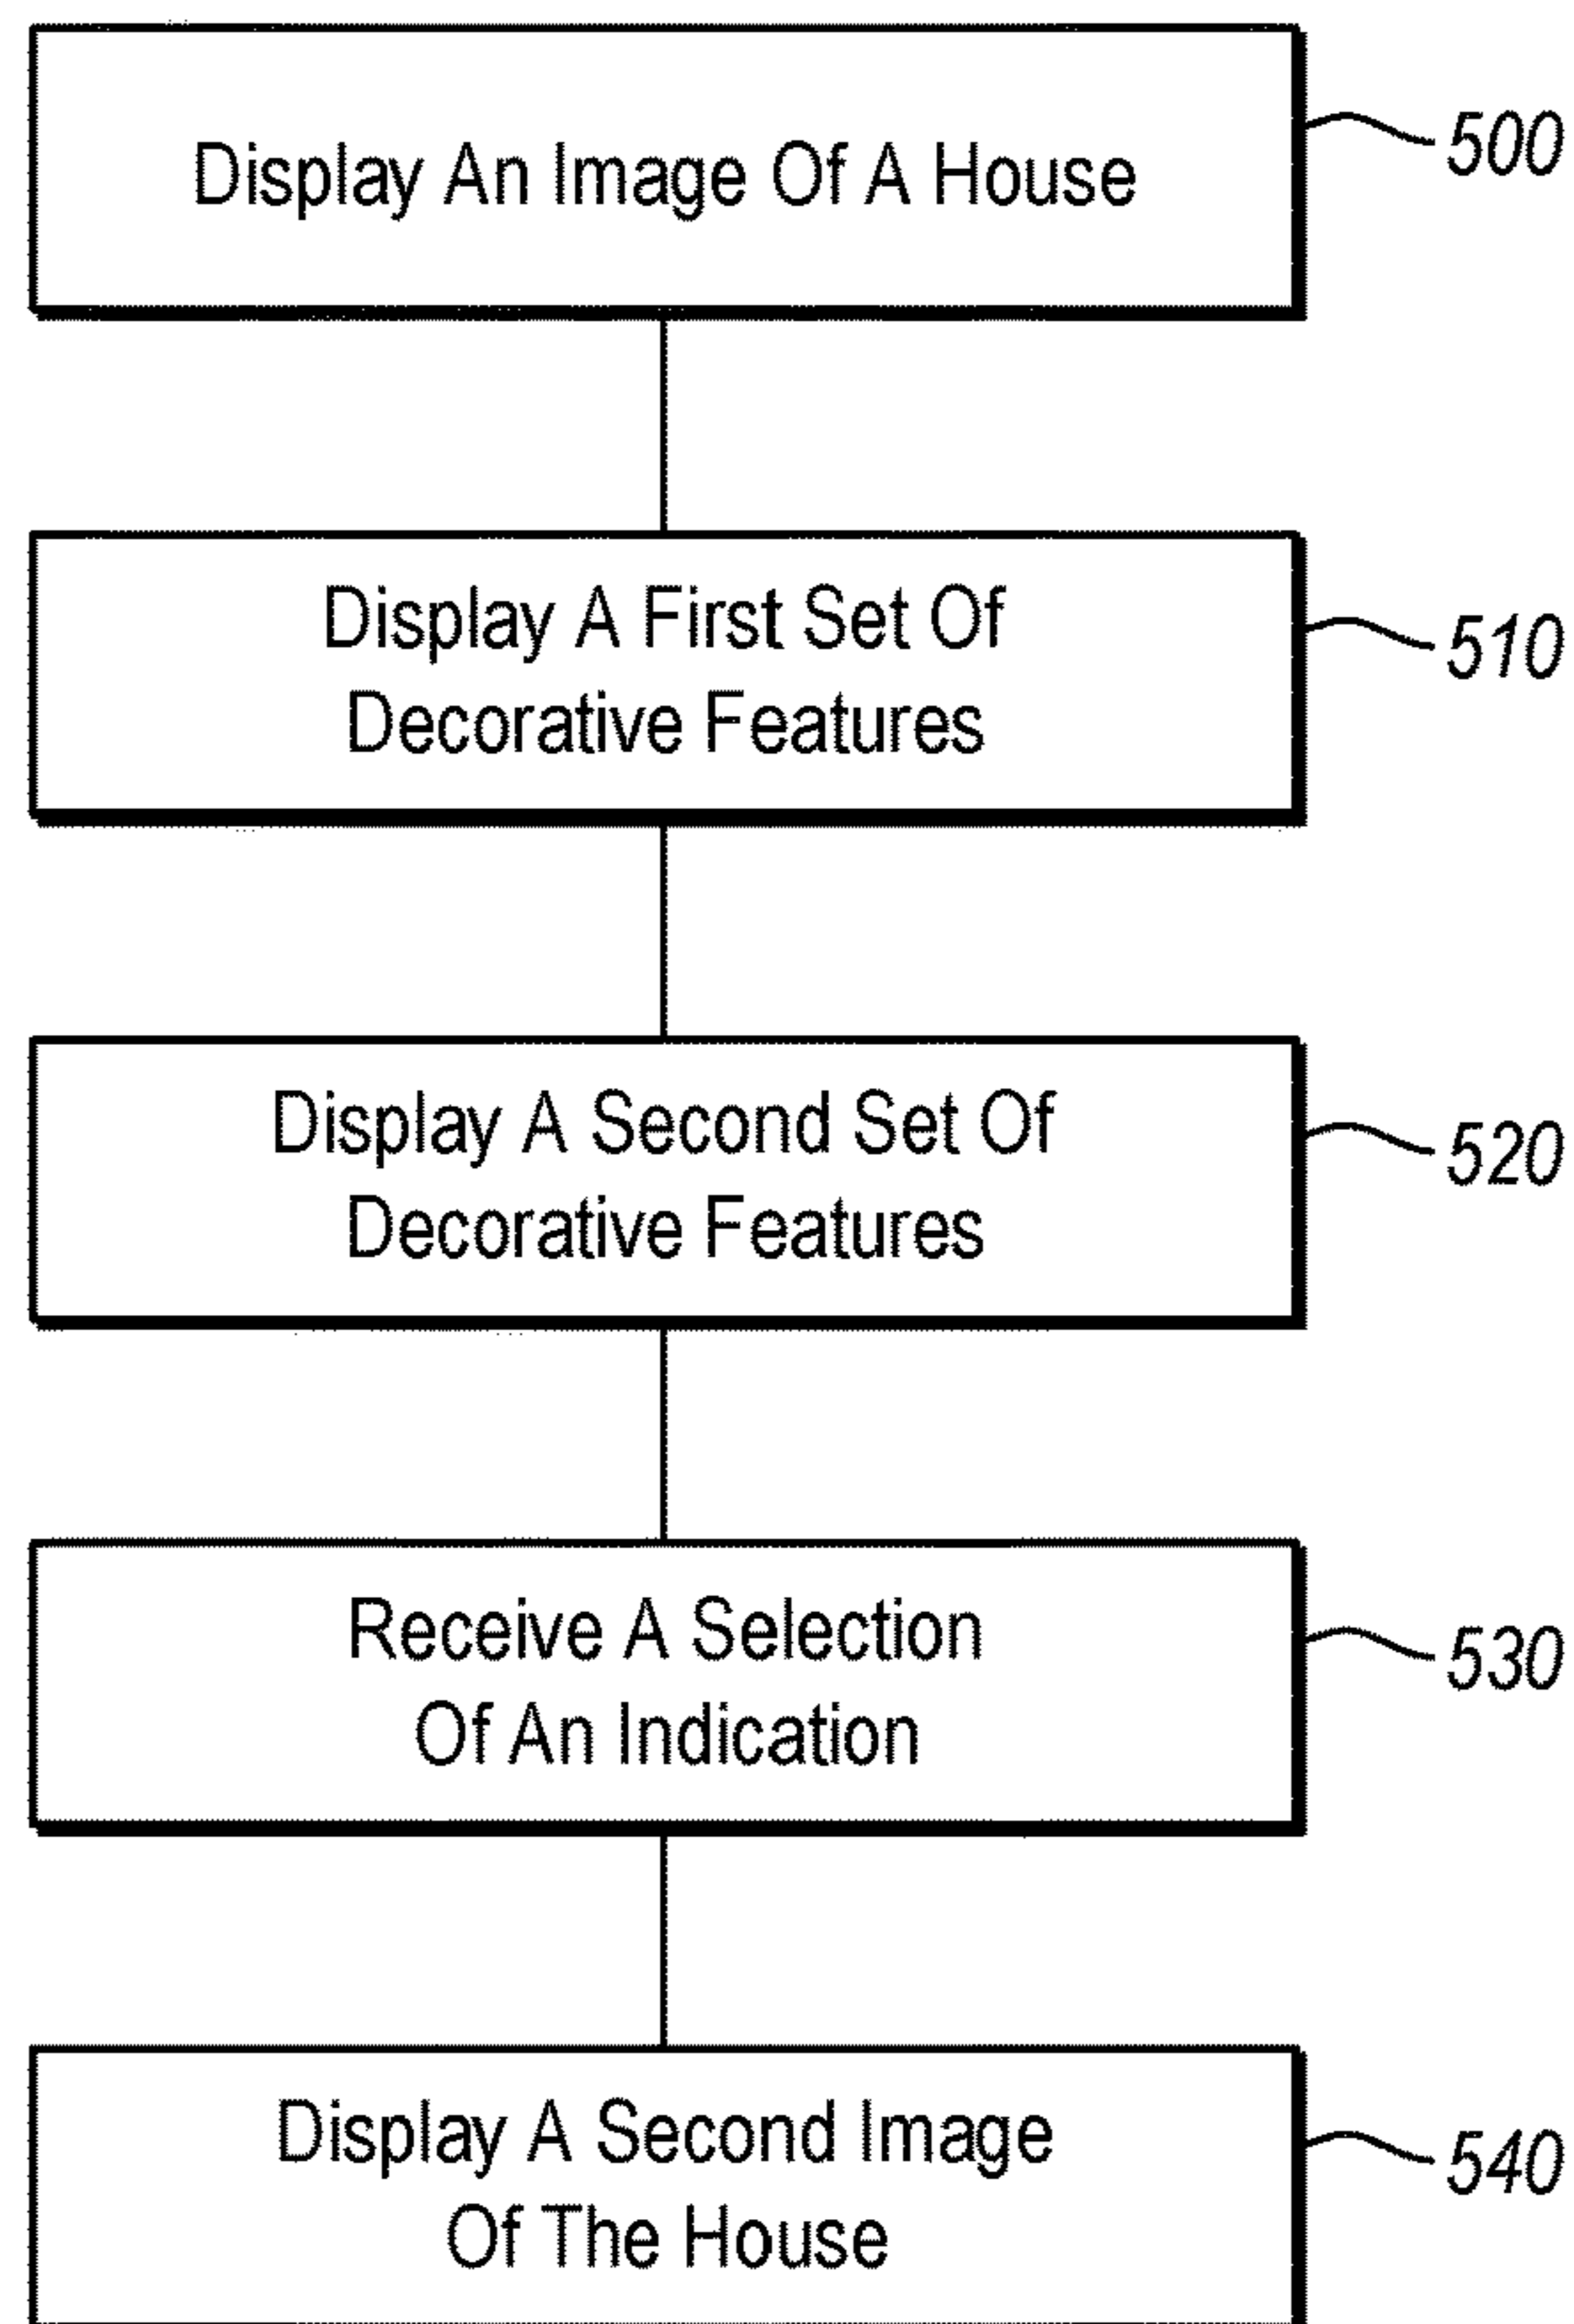 Display An Image Of A House
500
Display A First Set Of
Decorative Features
510
Display A Second Set Of
Decorative Features
520
Receive A Selection
Of An Indication
530
Display A Second Image
Of The House
540